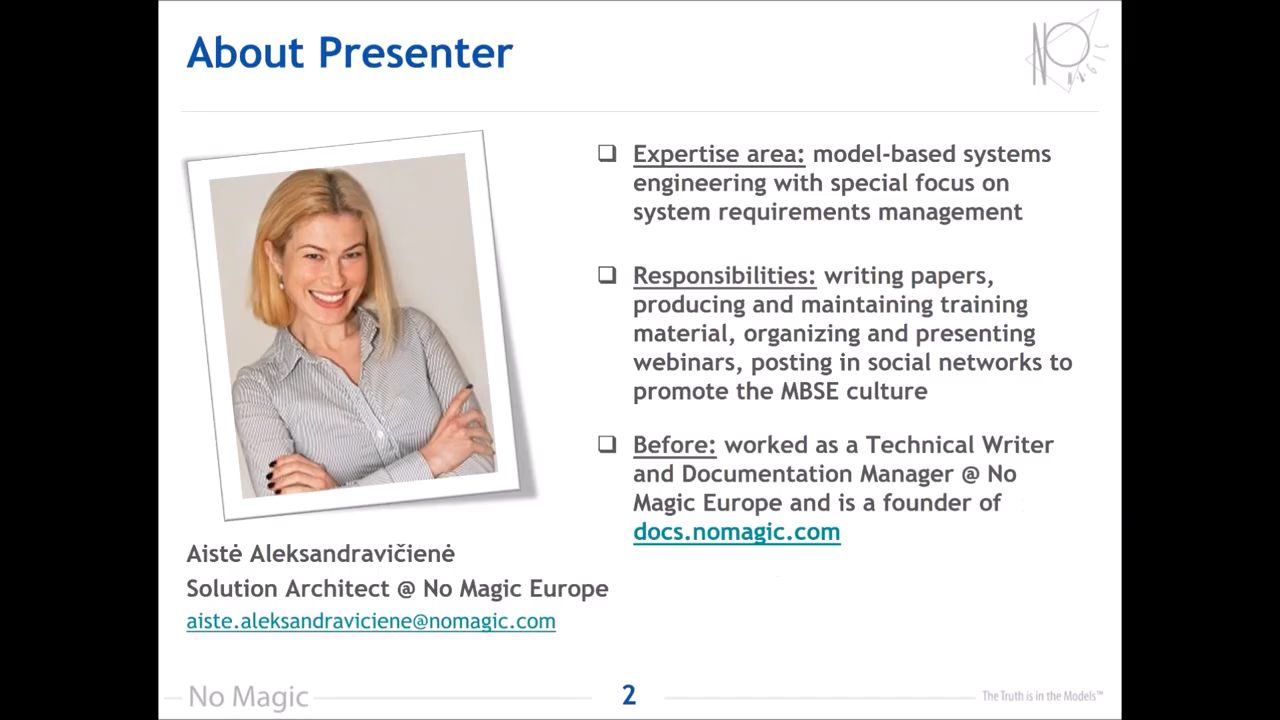 About Presenter
NO MAGIC
❑ Expertise area: model-based systems
engineering with special focus on
system requirements management
❑ Responsibilities: writing papers,
producing and maintaining training
material, organizing and presenting
webinars, posting in social networks to
promote the MBSE culture
❑ Before: worked as a Technical Writer
and Documentation Manager @ No
Magic Europe and is a founder of
docs.nomagic.com
Aistė Aleksandravičienė
Solution Architect @ No Magic Europe
aiste.aleksandraviciene@nomagic.com
No Magic
2
The Truth is in the Models™